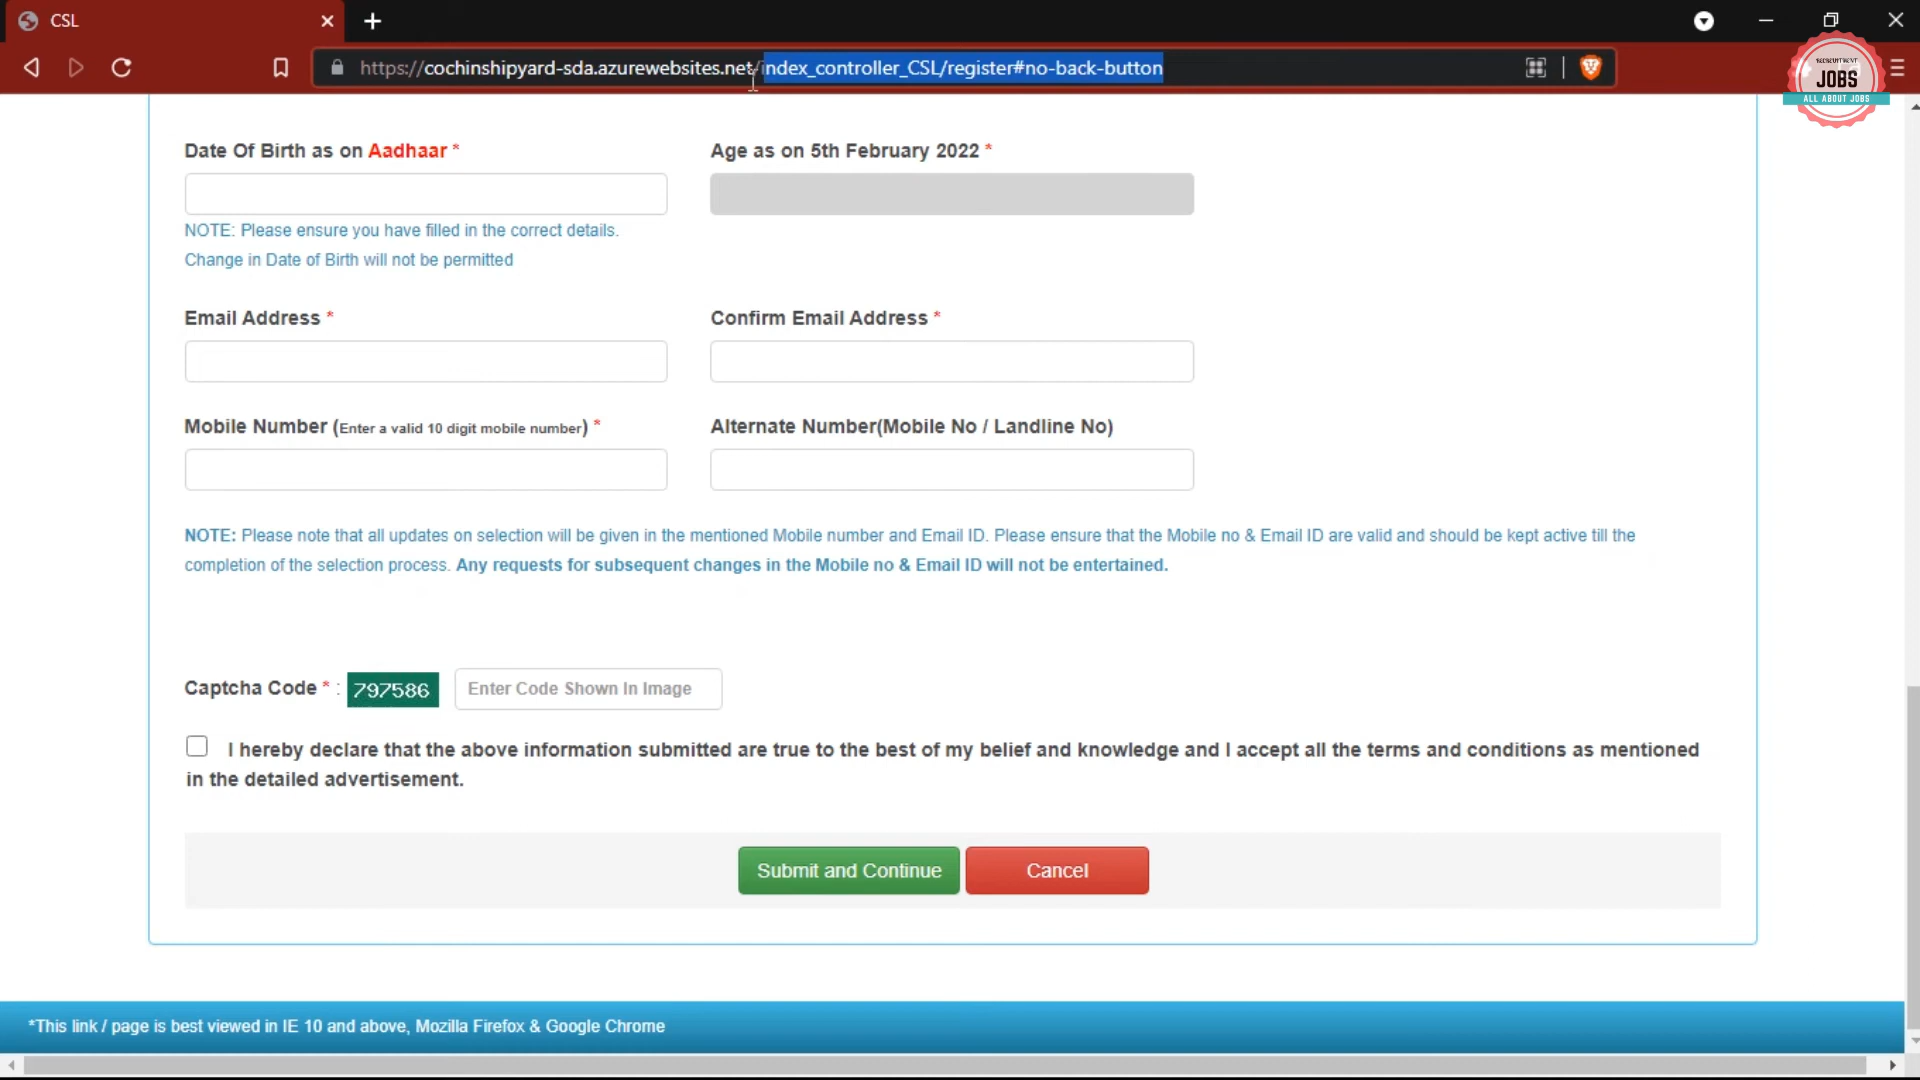 CSL
https://cochinshipyard-sda.azurewebsites.net/index_controller_CSL/register#no-back-button
RECRUITMENT
JOBS
ALL ABOUT JOBS
Date Of Birth as on Aadhaar * Age as on 5th February 2022 *
NOTE: Please ensure you have filled in the correct details.
Change in Date of Birth will not be permitted
Email Address * Confirm Email Address *
Mobile Number (Enter a valid 10 digit mobile number) * Alternate Number(Mobile No / Landline No)
NOTE: Please note that all updates on selection will be given in the mentioned Mobile number and Email ID. Please ensure that the Mobile no & Email ID are valid and should be kept active till the
completion of the selection process. Any requests for subsequent changes in the Mobile no & Email ID will not be entertained.
Captcha Code * : 797586 Enter Code Shown In Image
I hereby declare that the above information submitted are true to the best of my belief and knowledge and I accept all the terms and conditions as mentioned
in the detailed advertisement.
Submit and Continue Cancel
*This link / page is best viewed in IE 10 and above, Mozilla Firefox & Google Chrome